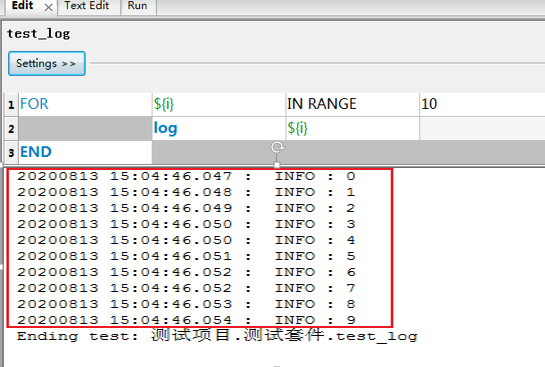 Edit Text Edit Run
test_log
Settings >>
1 FOR ${i} IN RANGE 10
2 log ${i}
3 END
20200813 15:04:46.047 : INFO : 0
20200813 15:04:46.048 : INFO : 1
20200813 15:04:46.049 : INFO : 2
20200813 15:04:46.050 : INFO : 3
20200813 15:04:46.050 : INFO : 4
20200813 15:04:46.051 : INFO : 5
20200813 15:04:46.052 : INFO : 6
20200813 15:04:46.052 : INFO : 7
20200813 15:04:46.053 : INFO : 8
20200813 15:04:46.054 : INFO : 9
Ending test: 测试项目.测试套件.test_log